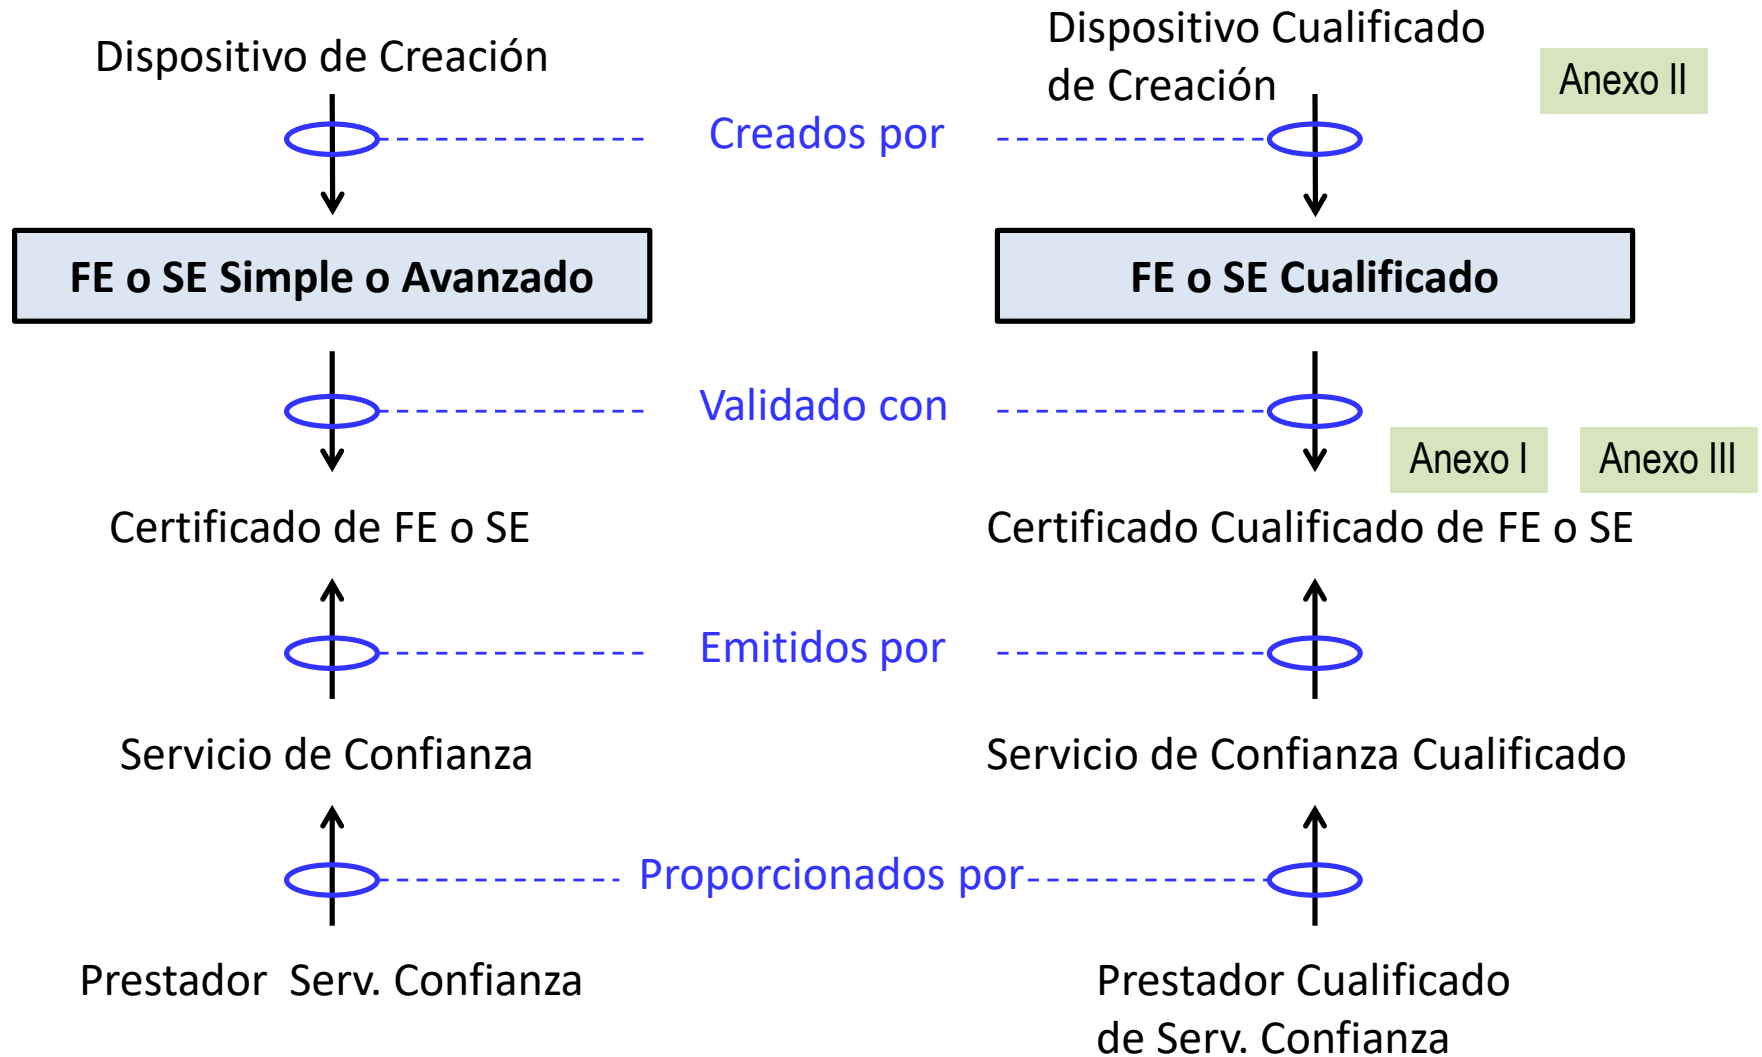 Dispositivo de Creación
Dispositivo Cualificado
de Creación
Anexo II
Creados por
FE o SE Simple o Avanzado
FE o SE Cualificado
Validado con
Anexo I
Anexo III
Certificado de FE o SE
Certificado Cualificado de FE o SE
Emitidos por
Servicio de Confianza
Servicio de Confianza Cualificado
Proporcionados por
Prestador  Serv. Confianza
Prestador Cualificado
de Serv. Confianza